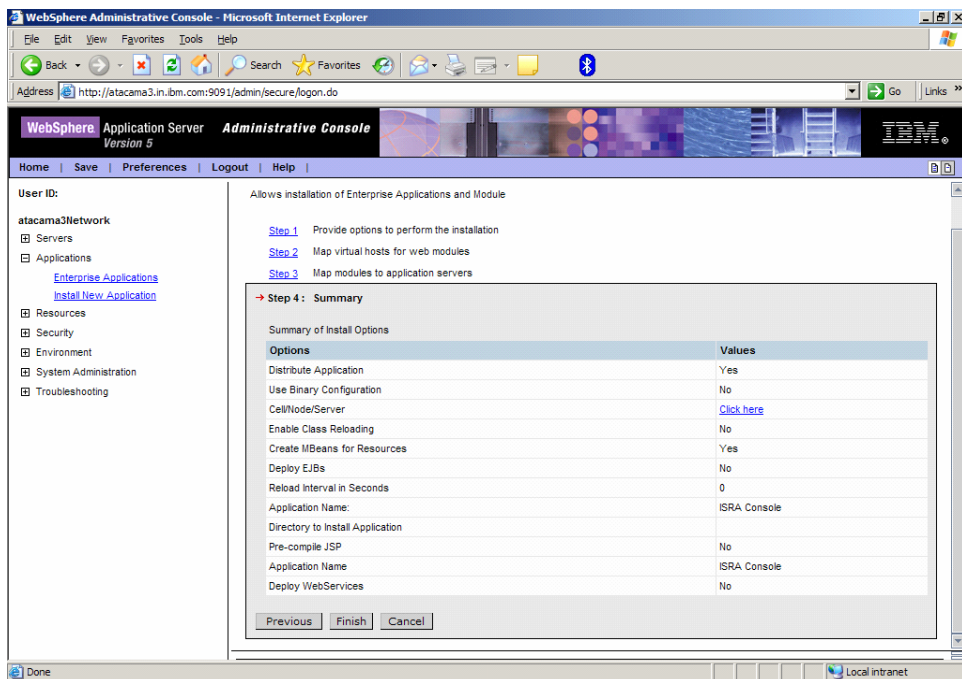 WebSphere Administrative Console - Microsoft Internet Explorer
File Edit View Favorites Tools Help
Back Search Favorites
Address http://atacama3.in.ibm.com:9091/admin/secure/logon.do Go Links »
WebSphere Application Server Administrative Console
Version 5
IBM
Home | Save | Preferences | Logout | Help |
User ID:
atacama3Network
Servers
Applications
Enterprise Applications
Install New Application
Resources
Security
Environment
System Administration
Troubleshooting
Allows installation of Enterprise Applications and Module
Step 1 Provide options to perform the installation
Step 2 Map virtual hosts for web modules
Step 3 Map modules to application servers
Step 4 : Summary
Summary of Install Options
Options Values
Distribute Application Yes
Use Binary Configuration No
Cell/Node/Server Click here
Enable Class Reloading No
Create MBeans for Resources Yes
Deploy EJBs No
Reload Interval in Seconds 0
Application Name: ISRA Console
Directory to Install Application
Pre-compile JSP No
Application Name ISRA Console
Deploy WebServices No
Previous Finish Cancel
Done Local intranet